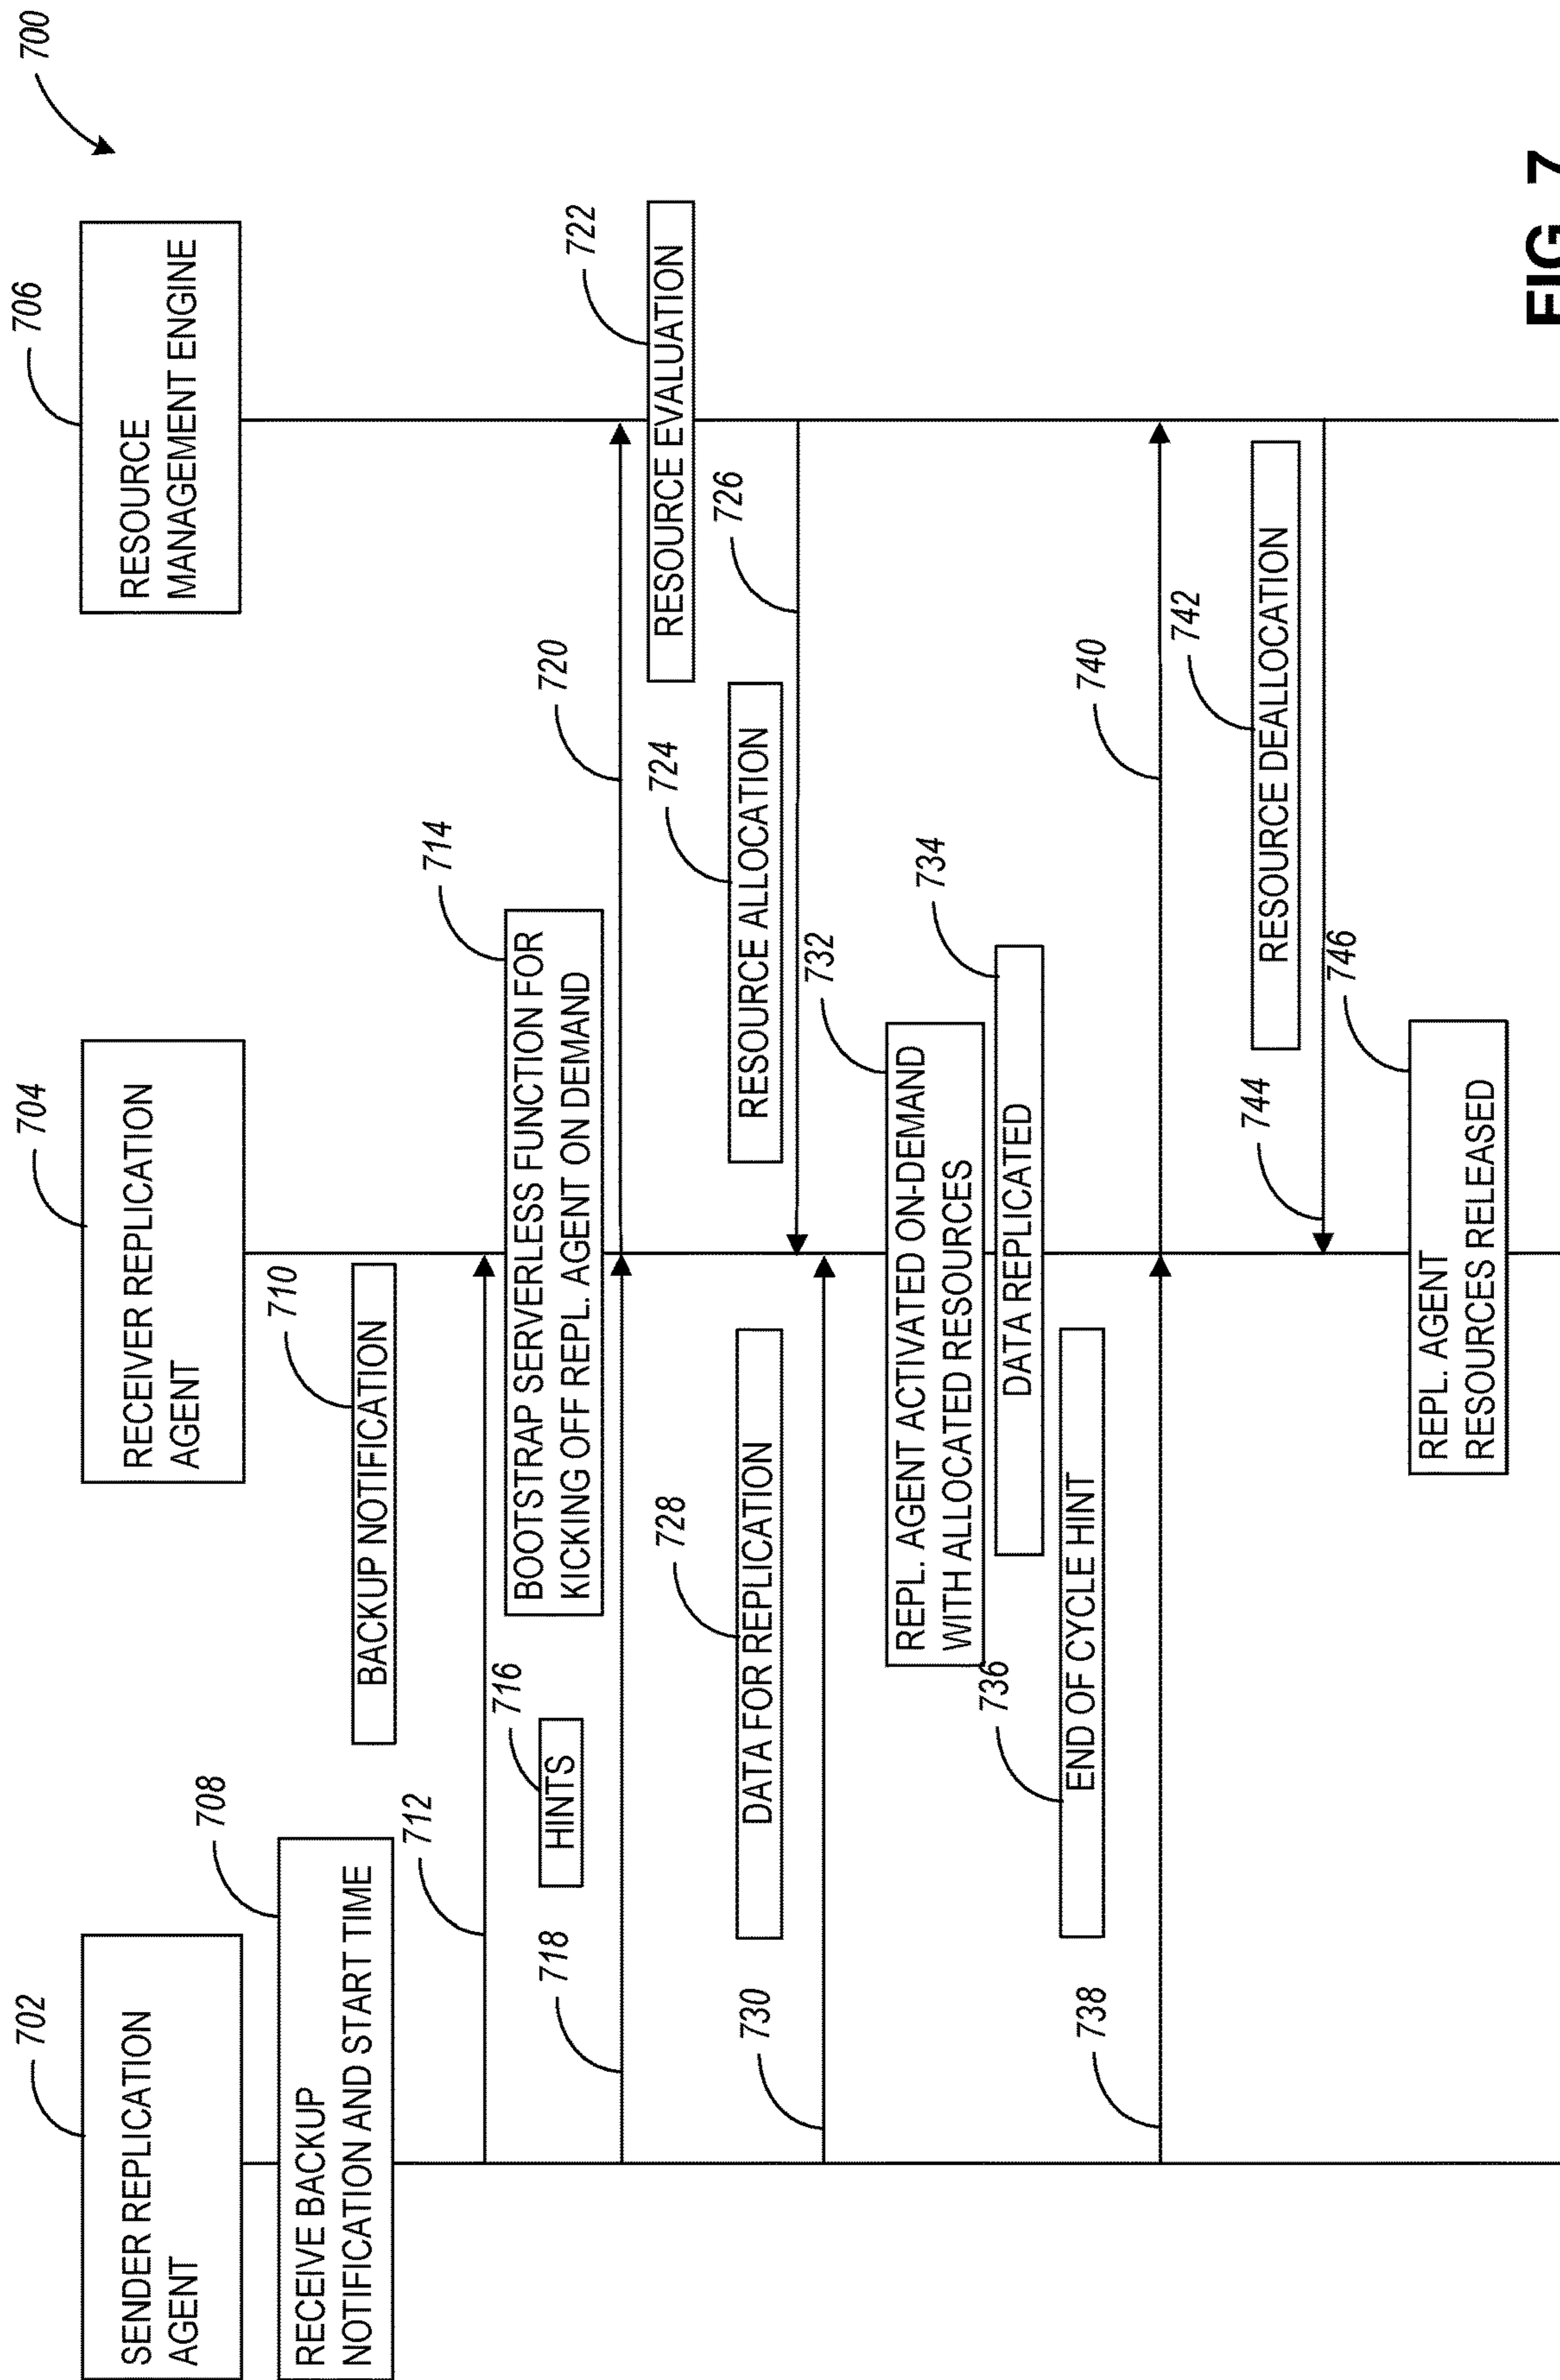 700
702
SENDER REPLICATION
AGENT
704
RECEIVER REPLICATION
AGENT
706
RESOURCE
MANAGEMENT ENGINE
708
RECEIVE BACKUP
NOTIFICATION AND START TIME
710
BACKUP NOTIFICATION
712
714
BOOTSTRAP SERVERLESS FUNCTION FOR
KICKING OFF REPL. AGENT ON DEMAND
716
HINTS
718
720
722
RESOURCE EVALUATION
724
RESOURCE ALLOCATION
726
728
DATA FOR REPLICATION
730
732
REPL. AGENT ACTIVATED ON-DEMAND
WITH ALLOCATED RESOURCES
734
DATA REPLICATED
736
END OF CYCLE HINT
738
740
742
RESOURCE DEALLOCATION
744
746
REPL. AGENT
RESOURCES RELEASED
FIG. 7